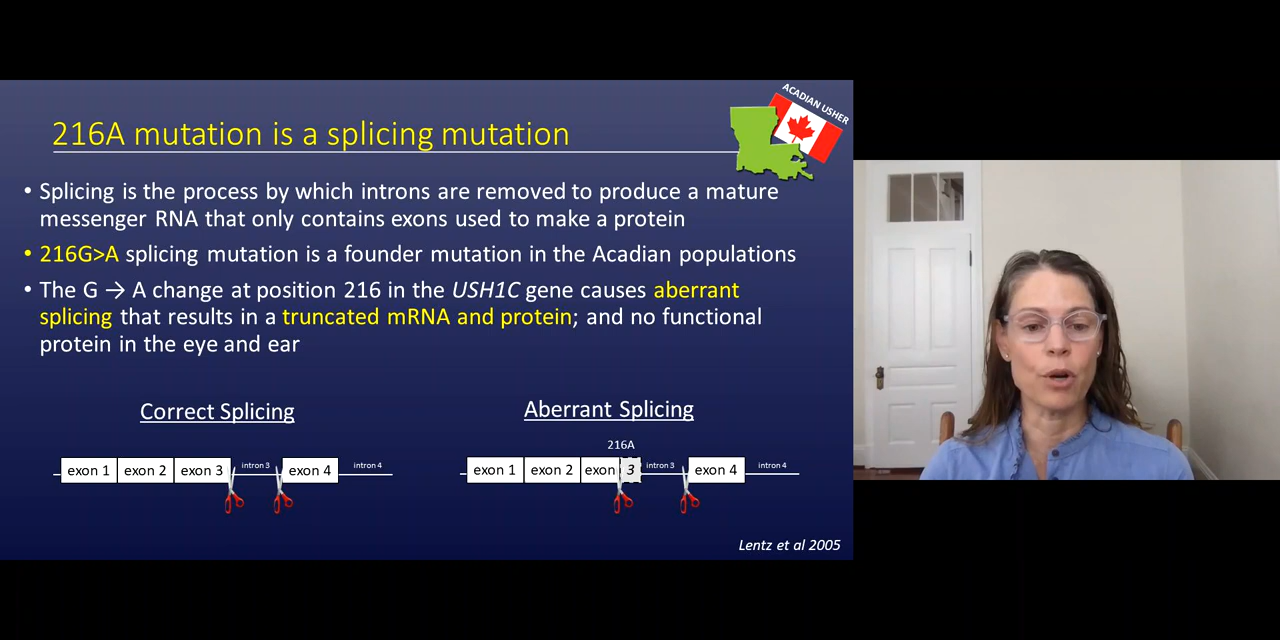 ACADIAN USHER
216A mutation is a splicing mutation
• Splicing is the process by which introns are removed to produce a mature
messenger RNA that only contains exons used to make a protein
• 216G>A splicing mutation is a founder mutation in the Acadian populations
• The G → A change at position 216 in the USH1C gene causes aberrant
splicing that results in a truncated mRNA and protein; and no functional
protein in the eye and ear
Correct Splicing
exon 1 exon 2 exon 3 intron 3 exon 4 intron 4
Aberrant Splicing
216A
exon 1 exon 2 exon 3 intron 3 exon 4 intron 4
Lentz et al 2005